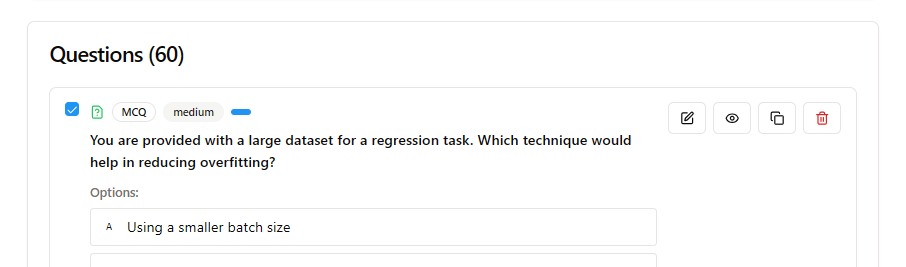 Questions (60)
MCQ medium
You are provided with a large dataset for a regression task. Which technique would
help in reducing overfitting?
Options:
A Using a smaller batch size